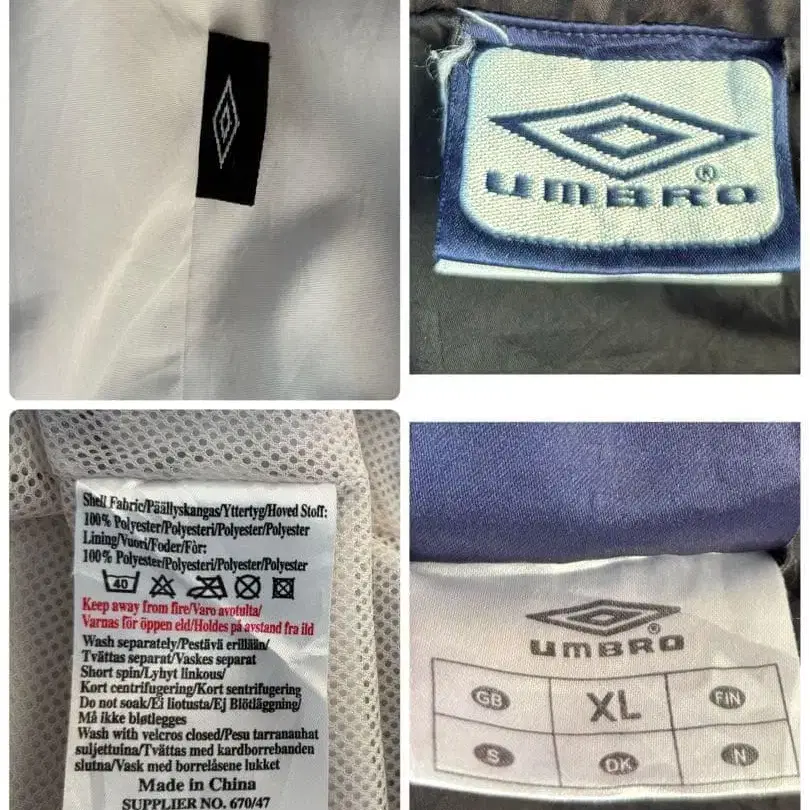 UMBRO®
Shell Fabric/Päällyskangas/Yttertyg/Hoved Stoff:
100% Polyester/Polyesteri/Polyester/Polyester
Lining/Vuori/Foder/Fôr:
100% Polyester/Polyesteri/Polyester/Polyester
40
Keep away from fire/Varo avotulta/
Varnas för öppen eld/Holdes på avstand fra ild
Wash separately/Pestävä erillään/
Tvättas separat/Vaskes separat
Short spin/Lyhyt linkous/
Kort centrifugering/Kort sentrifugering
Do not soak/Ei liotusta/Ej Blötläggning/
Må ikke bløtlegges
Wash with velcros closed/Pesu tarranauhat
suljettuina/Tvättas med kardborrebanden
slutna/Vask med borrelåsene lukket
Made in China
SUPPLIER NO. 670/47
UMBRO®
GB XL FIN
S DK N